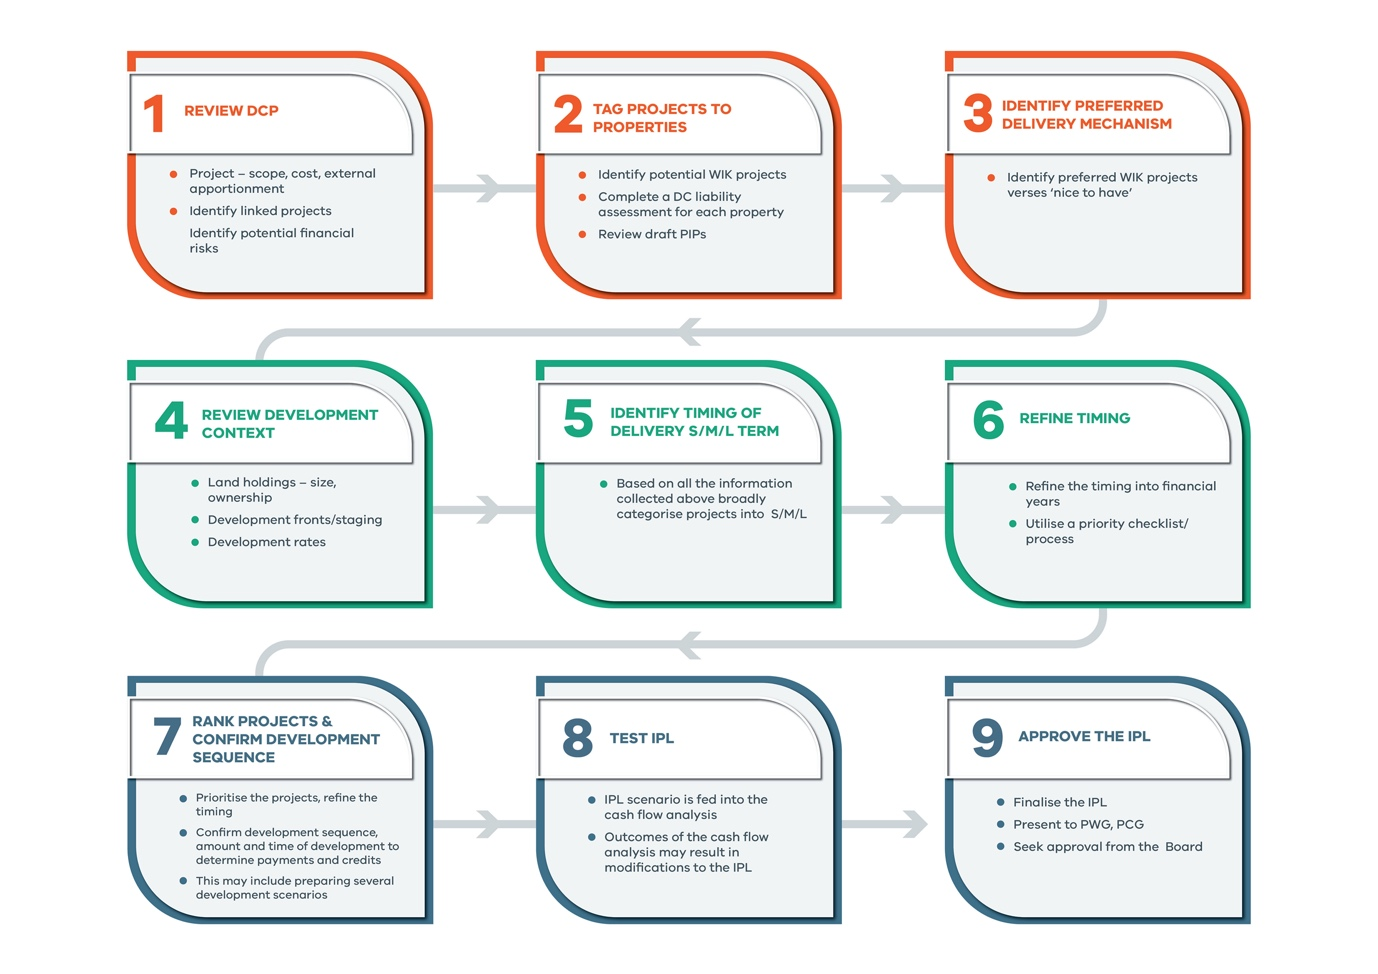 1
REVIEW DCP
Project – scope, cost, external
apportionment
Identify linked projects
Identify potential financial
risks
2
TAG PROJECTS TO
PROPERTIES
Identify potential WIK projects
Complete a DC liability
assessment for each property
Review draft PIPs
3
IDENTIFY PREFERRED
DELIVERY MECHANISM
Identify preferred WIK projects
verses ‘nice to have’
4
REVIEW DEVELOPMENT
CONTEXT
Land holdings – size,
ownership
Development fronts/staging
Development rates
5
IDENTIFY TIMING OF
DELIVERY S/M/L TERM
Based on all the information
collected above broadly
categorise projects into S/M/L
6
REFINE TIMING
Refine the timing into financial
years
Utilise a priority checklist/
process
7
RANK PROJECTS &
CONFIRM DEVELOPMENT
SEQUENCE
Prioritise the projects, refine the
timing
Confirm development sequence,
amount and time of development to
determine payments and credits
This may include preparing several
development scenarios
8
TEST IPL
IPL scenario is fed into the
cash flow analysis
Outcomes of the cash flow
analysis may result in
modifications to the IPL
9
APPROVE THE IPL
Finalise the IPL
Present to PWG, PCG
Seek approval from the Board